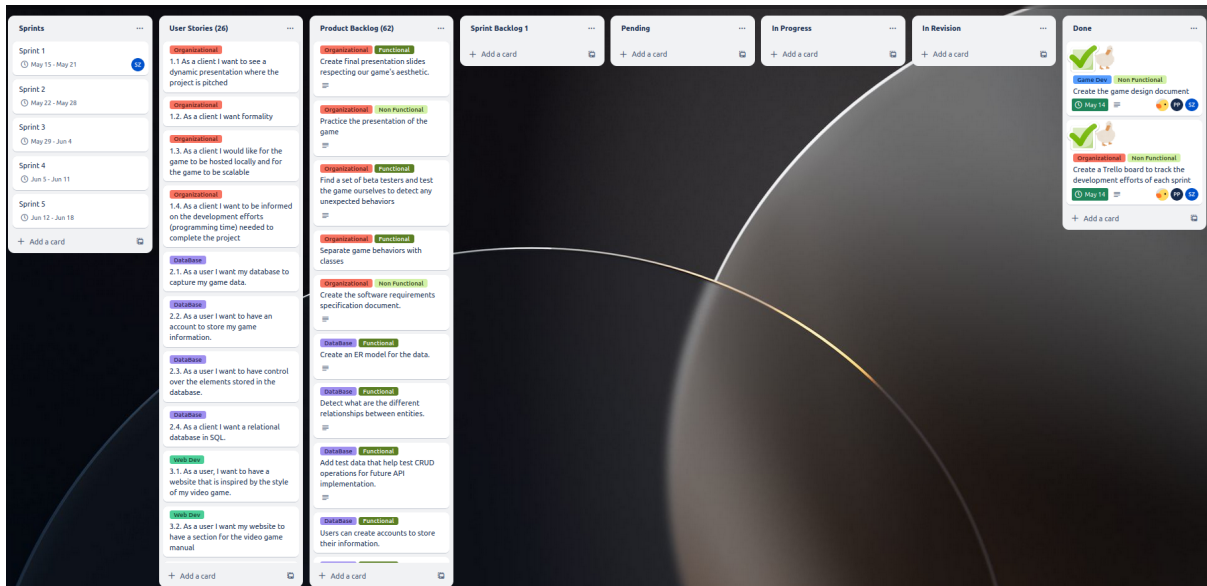 Sprints
Sprint 1
May 15 - May 21
SZ
Sprint 2
May 22 - May 28
Sprint 3
May 29 - Jun 4
Sprint 4
Jun 5 - Jun 11
Sprint 5
Jun 12 - Jun 18
+ Add a card
User Stories (26)
Organizational
1.1 As a client I want to see a
dynamic presentation where the
project is pitched
Organizational
1.2. As a client I want formality
Organizational
1.3. As a client I would like for the
game to be hosted locally and for
the game to be scalable
Organizational
1.4. As a client I want to be informed
on the development efforts
(programming time) needed to
complete the project
DataBase
2.1. As a user I want my database to
capture my game data.
DataBase
2.2. As a user I want to have an
account to store my game
information.
DataBase
2.3. As a user I want to have control
over the elements stored in the
database.
DataBase
2.4. As a client I want a relational
database in SQL.
Web Dev
3.1. As a user, I want to have a
website that is inspired by the style
of my video game.
Web Dev
3.2. As a user I want my website to
have a section for the video game
manual
+ Add a card
Product Backlog (62)
Organizational Functional
Create final presentation slides
respecting our game's aesthetic.
Organizational Non Functional
Practice the presentation of the
game
Organizational Functional
Find a set of beta testers and test
the game ourselves to detect any
unexpected behaviors
Organizational Functional
Separate game behaviors with
classes
Organizational Non Functional
Create the software requirements
specification document.
DataBase Functional
Create an ER model for the data.
DataBase Functional
Detect what are the different
relationships between entities.
DataBase Functional
Add test data that help test CRUD
operations for future API
implementation.
DataBase Functional
Users can create accounts to store
their information.
+ Add a card
Sprint Backlog 1
+ Add a card
Pending
+ Add a card
In Progress
+ Add a card
In Revision
+ Add a card
Done
Game Dev Non Functional
Create the game design document
May 14
PP SZ
Organizational Non Functional
Create a Trello board to track the
development efforts of each sprint
May 14
PP SZ
+ Add a card